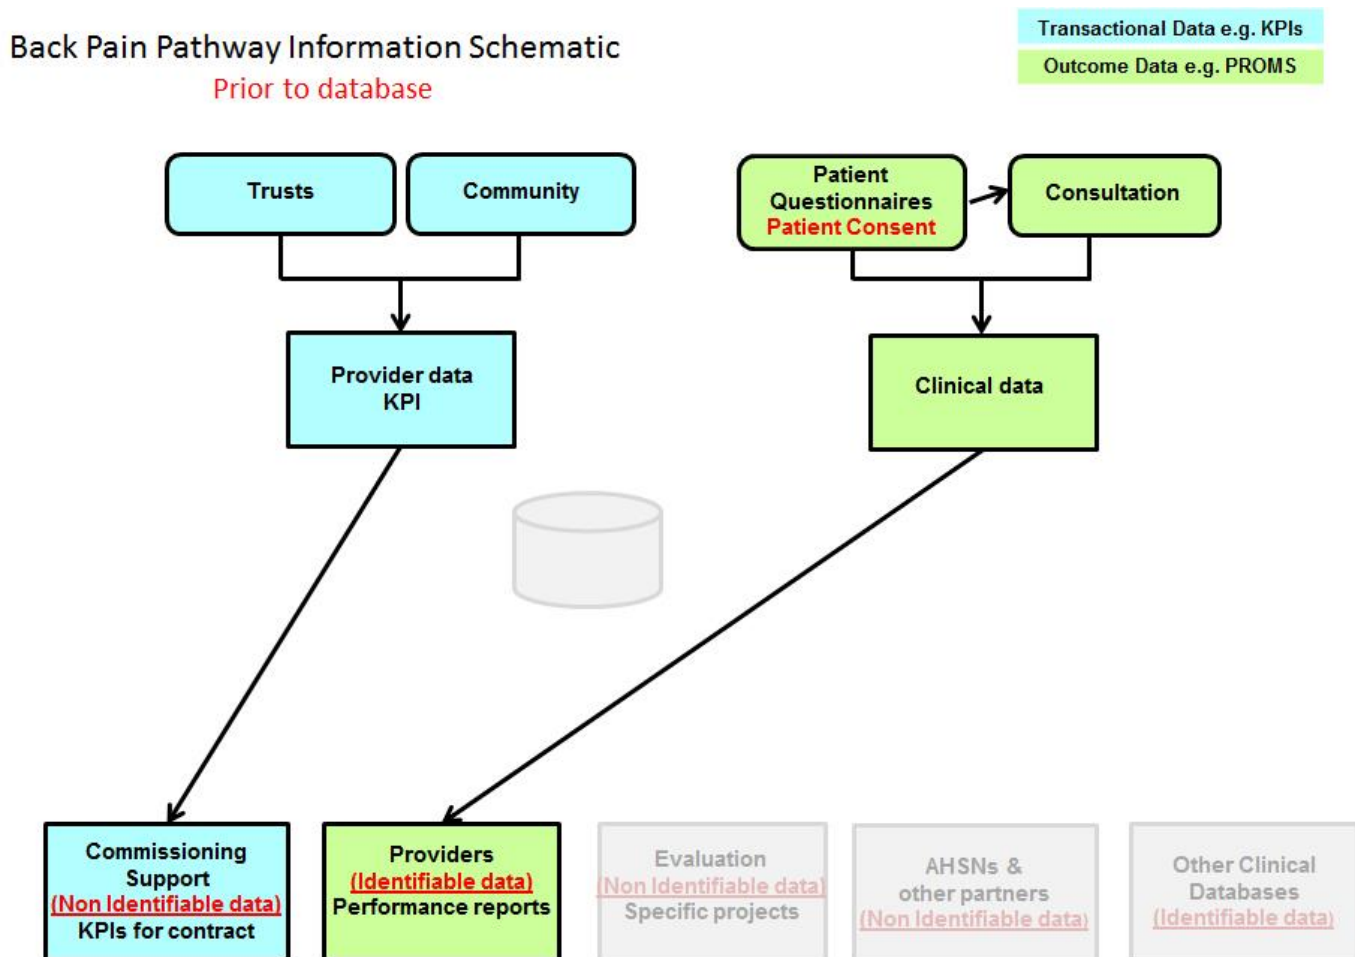 Back Pain Pathway Information Schematic
Prior to database
Transactional Data e.g. KPIs
Outcome Data e.g. PROMS
Trusts
Community
Patient
Questionnaires
Patient Consent
Consultation
Provider data
KPI
Clinical data
Commissioning
Support
(Non Identifiable data)
KPIs for contract
Providers
(Identifiable data)
Performance reports
Evaluation
(Non Identifiable data)
Specific projects
AHSNs &
other partners
(Non Identifiable data)
Other Clinical
Databases
(Identifiable data)